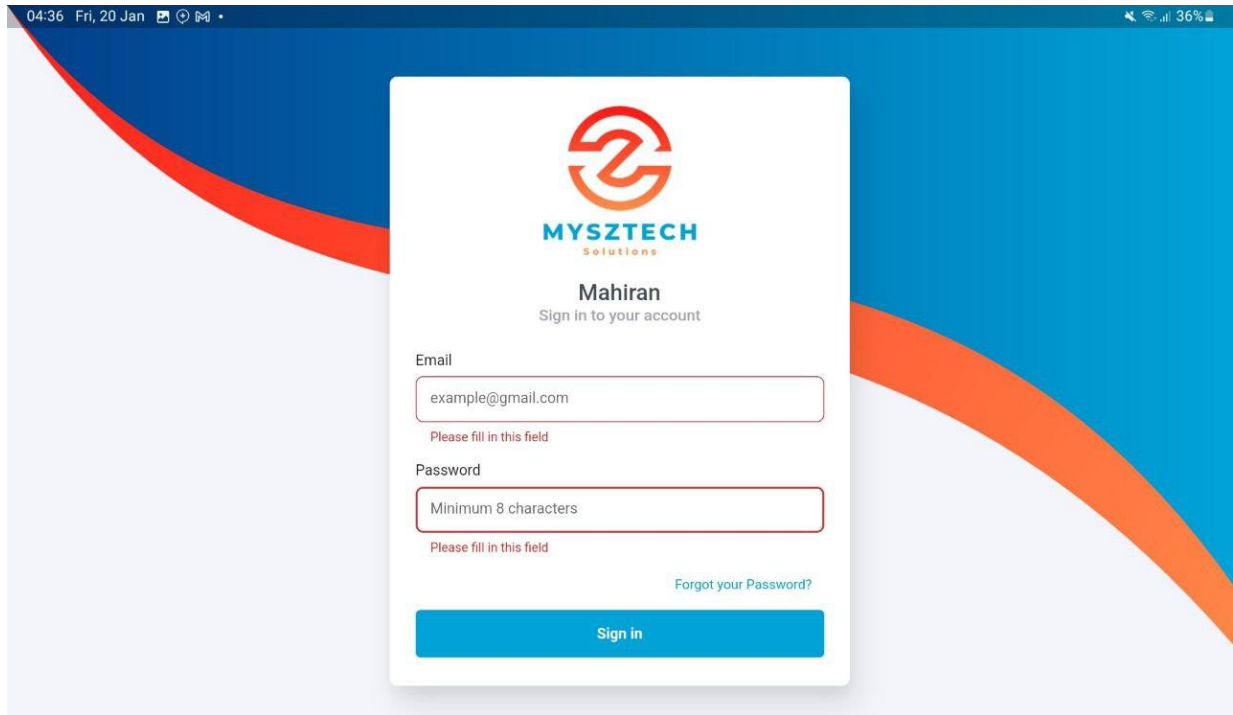 04:36 Fri, 20 Jan
36%
MYSZTECH
Solutions
Mahiran
Sign in to your account
Email
example@gmail.com
Please fill in this field
Password
Minimum 8 characters
Please fill in this field
Forgot your Password?
Sign in